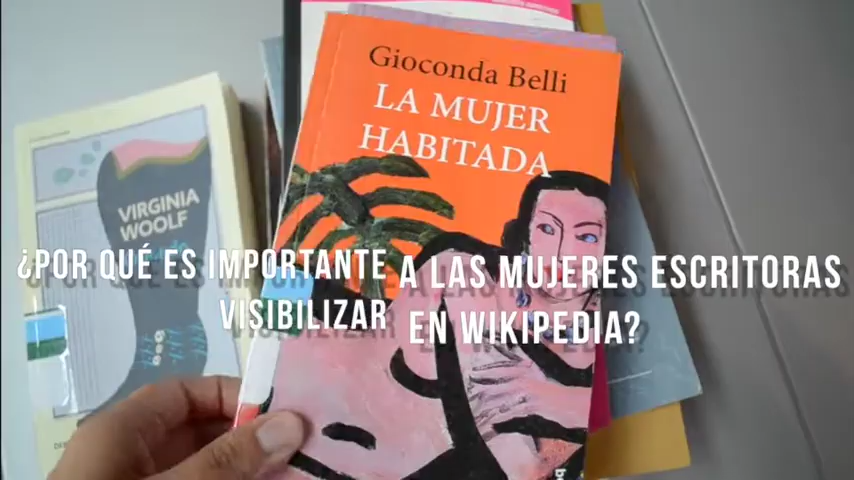 Gioconda Belli
LA MUJER
HABITADA
VIRGINIA
WOOLF
¿POR QUÉ ES IMPORTANTE
VISIBILIZAR
A LAS MUJERES ESCRITORAS
EN WIKIPEDIA?